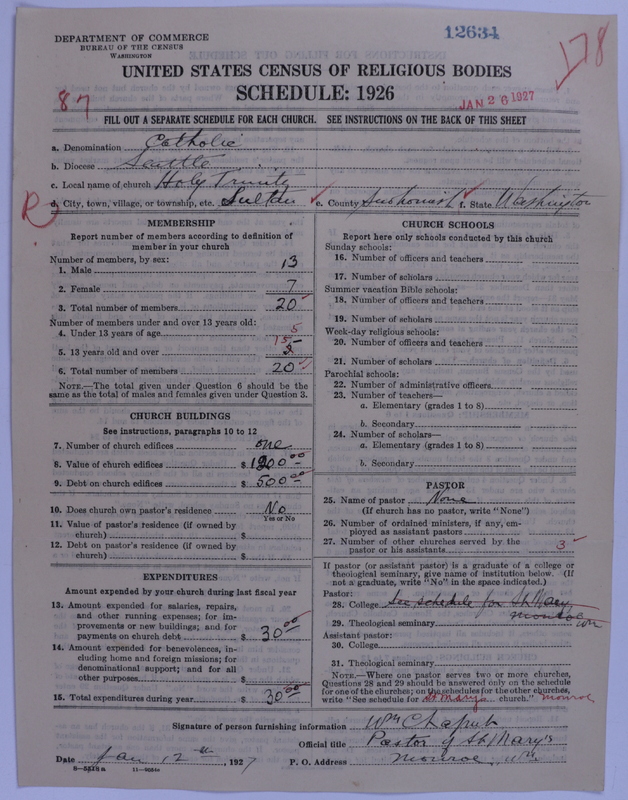 DEPARTMENT OF COMMERCE
BUREAU OF THE CENSUS
WASHINGTON
12634
178
UNITED STATES CENSUS OF RELIGIOUS BODIES
SCHEDULE: 1926
87
JAN 26 1927
FILL OUT A SEPARATE SCHEDULE FOR EACH CHURCH. SEE INSTRUCTIONS ON THE BACK OF THIS SHEET
a. Denomination Catholic
b. Diocese Seattle
c. Local name of church Holy Trinity
R
d. City, town, village, or township, etc. Sultan e. County Snohomish f. State Washington
MEMBERSHIP
Report number of members according to definition of
member in your church
Number of members, by sex:
1. Male 13
2. Female 7
3. Total number of members 20
Number of members under and over 13 years old:
4. Under 13 years of age 5
5. 13 years old and over 15
6. Total number of members 20
NOTE.—The total given under Question 6 should be
same as the total of males and females given under Question 3.
CHURCH BUILDINGS
See instructions, paragraphs 10 to 12
7. Number of church edifices one
8. Value of church edifices $ 1200 00
9. Debt on church edifices $ 500 00
10. Does church own pastor's residence No
Yes or No
11. Value of pastor's residence (if owned by
church) $
12. Debt on pastor's residence (if owned by
church) $
EXPENDITURES
Amount expended by your church during last fiscal year
13. Amount expended for salaries, repairs,
and other running expenses; for im-
provements or new buildings; and for
payments on church debt $ 30 00
14. Amount expended for benevolences, in-
cluding home and foreign missions; for
denominational support; and for all
other purposes $
15. Total expenditures during year $ 30 00
CHURCH SCHOOLS
Report here only schools conducted by this church
Sunday schools:
16. Number of officers and teachers
17. Number of scholars
Summer vacation Bible schools:
18. Number of officers and teachers
19. Number of scholars
Week-day religious schools:
20. Number of officers and teachers
21. Number of scholars
Parochial schools:
22. Number of administrative officers
23. Number of teachers—
a. Elementary (grades 1 to 8)
b. Secondary
24. Number of scholars—
a. Elementary (grades 1 to 8)
b. Secondary
PASTOR
25. Name of pastor None
(If church has no pastor, write "None")
26. Number of ordained ministers, if any, em-
ployed as assistant pastors
27. Number of other churches served by the
pastor or his assistants 3
If pastor (or assistant pastor) is a graduate of a college or
theological seminary, give name of institution below. (If
not a graduate, write "No" in the space indicated.)
Pastor:
28. College See schedule for St Mary
Monroe Wn
29. Theological seminary
Assistant pastor:
30. College
31. Theological seminary
NOTE.—Where one pastor serves two or more churches,
Questions 28 and 29 should be answered only on the schedule
for one of the churches; on the schedules for the other churches,
write "See schedule for St Marys church." Monroe
Signature of person furnishing information Wm Chaput
Official title Pastor of St Mary's
Date Jan 12th, 1927 P. O. Address Monroe, Wn
8—5518a 11—9254a